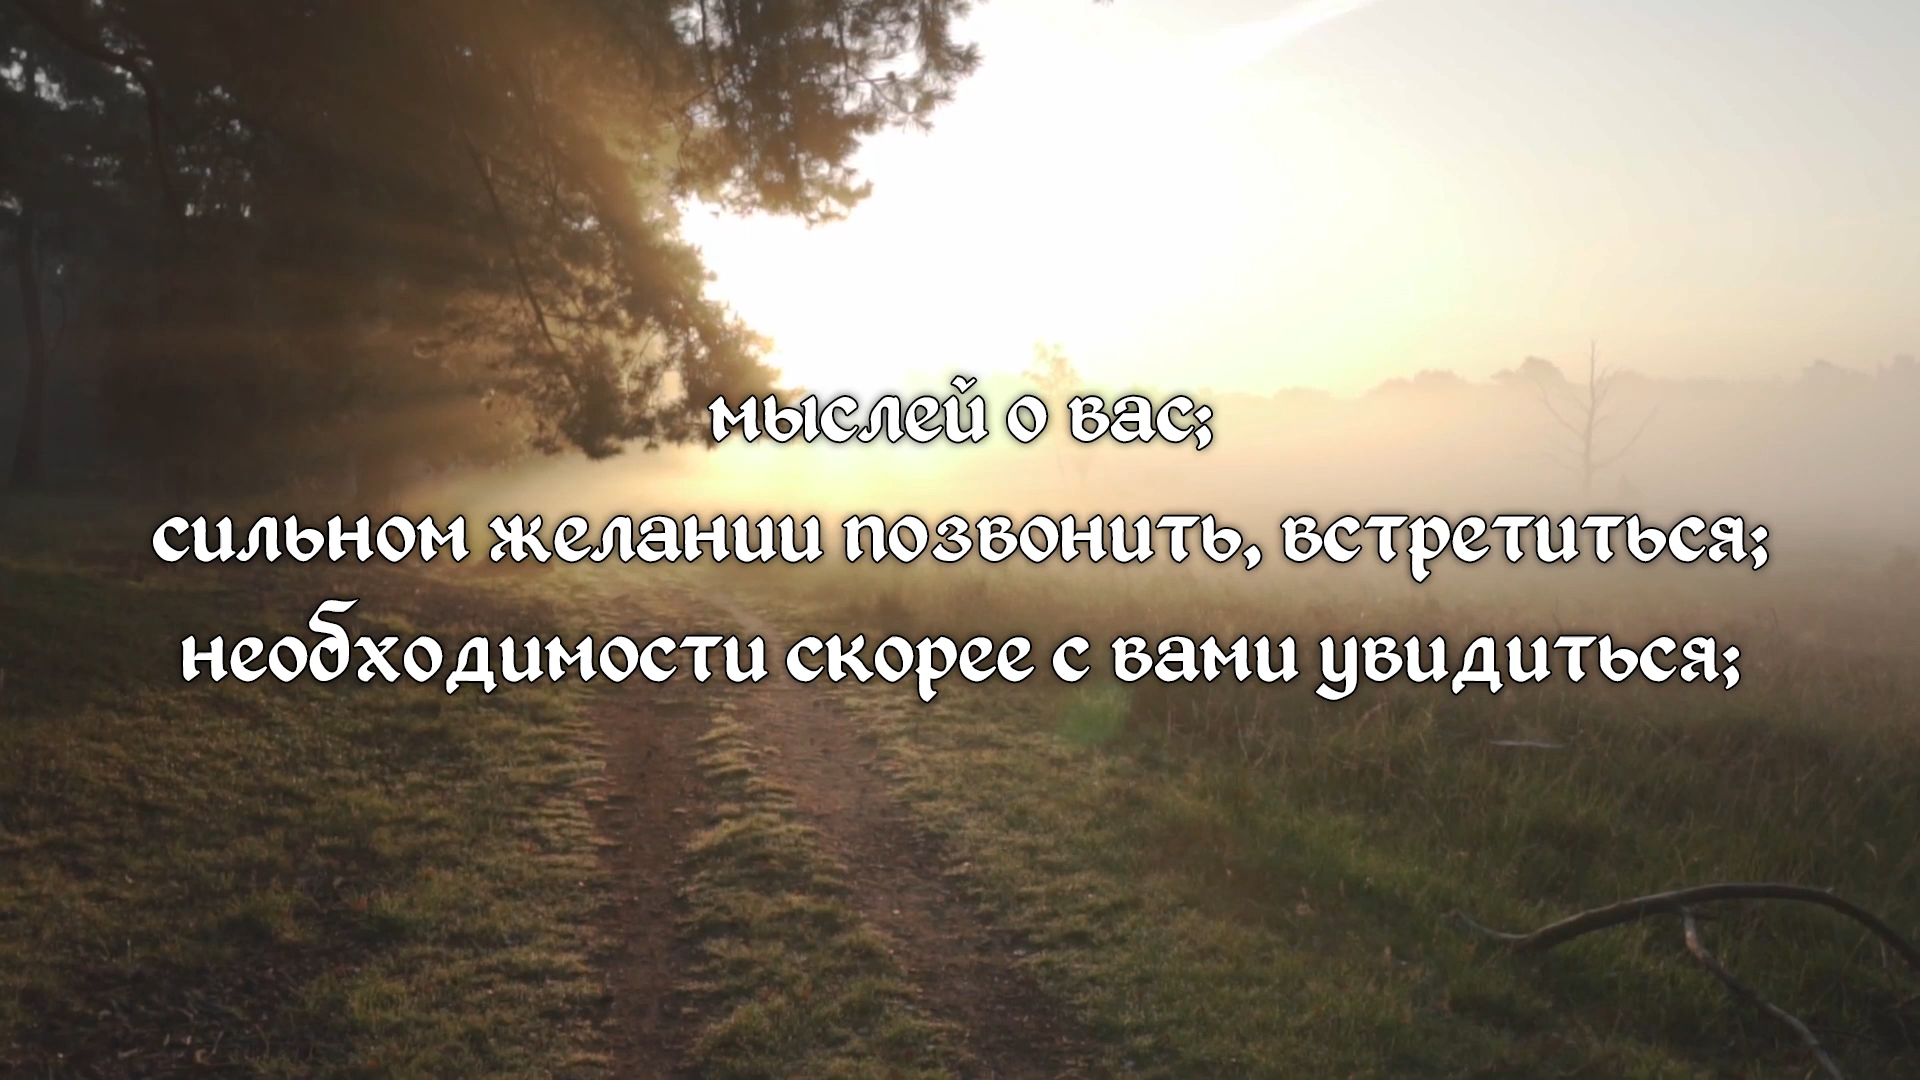 мыслей о вас;
сильном желании позвонить, встретиться;
необходимости скорее с вами увидиться;